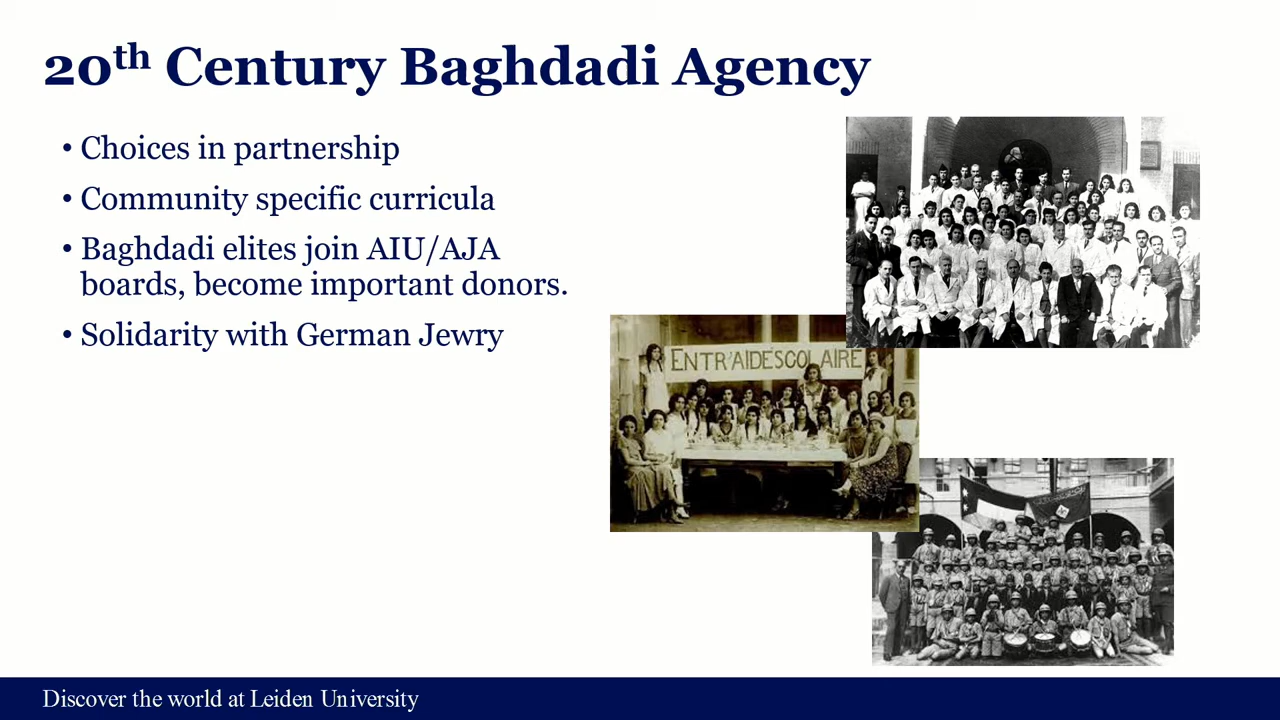 20th Century Baghdadi Agency
• Choices in partnership
• Community specific curricula
• Baghdadi elites join AIU/AJA
boards, become important donors.
• Solidarity with German Jewry
ENTR'AIDE SCOLAIRE
Discover the world at Leiden University